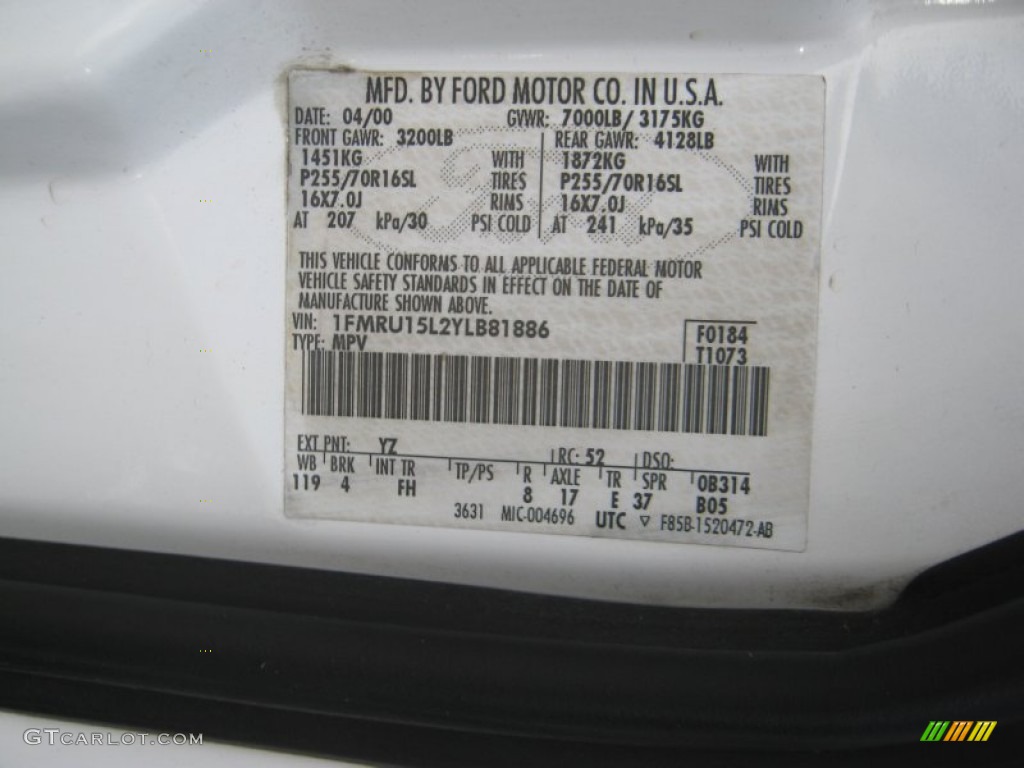 MFD. BY FORD MOTOR CO. IN U.S.A.
DATE: 04/00 GVWR: 7000LB/ 3175KG
FRONT GAWR: 3200LB REAR GAWR: 4128LB
1451KG WITH 1872KG WITH
P255/70R16SL TIRES P255/70R16SL TIRES
16X7.0J RIMS 16X7.0J RIMS
AT 207 kPa/30 PSI COLD AT 241 kPa/35 PSI COLD
THIS VEHICLE CONFORMS TO ALL APPLICABLE FEDERAL MOTOR
VEHICLE SAFETY STANDARDS IN EFFECT ON THE DATE OF
MANUFACTURE SHOWN ABOVE.
VIN: 1FMRU15L2YLB81886 F0184
TYPE: MPV T1073
EXT PNT: YZ RC: 52 DSO:
WB BRK INT TR TP/PS R AXLE TR SPR 0B314
119 4 FH 8 17 E 37 B05
3631 MIC-004696 UTC ▽ F85B-1520472-AB
GTCARLOT.COM